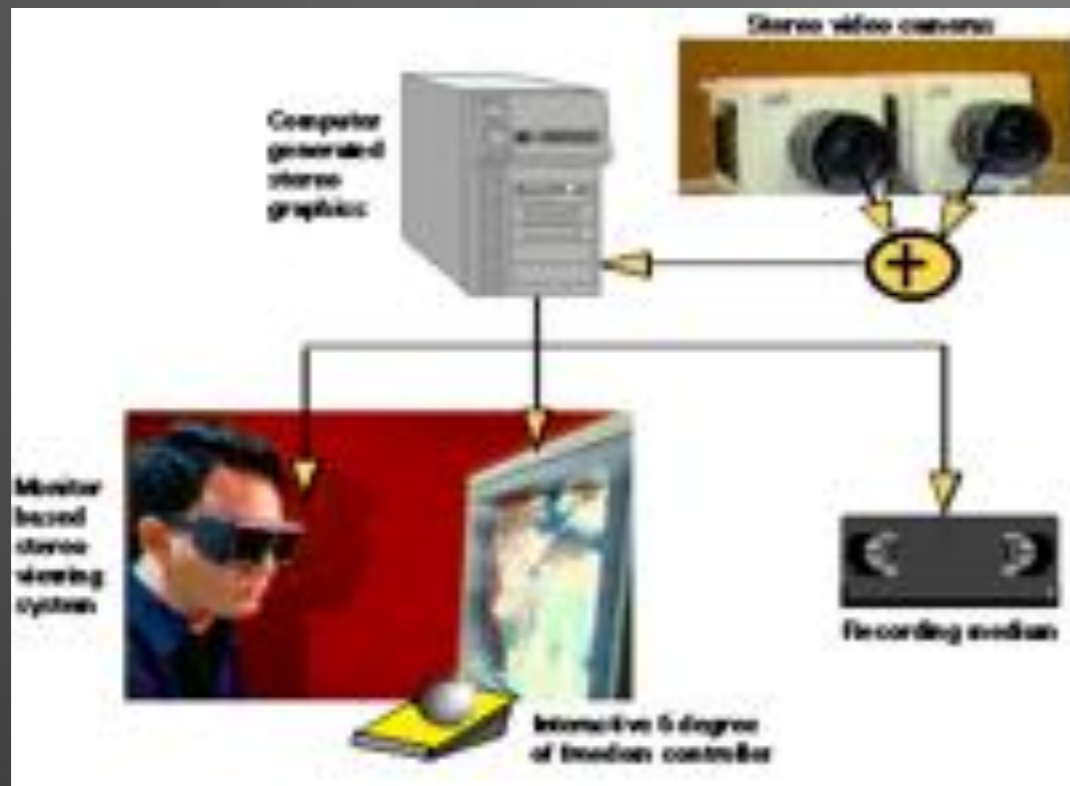 Stereo video cameras
Computer
generated
stereo
graphics
Monitor
based
stereo
viewing
system
Recording medium
Interactive 6 degree
of freedom controller